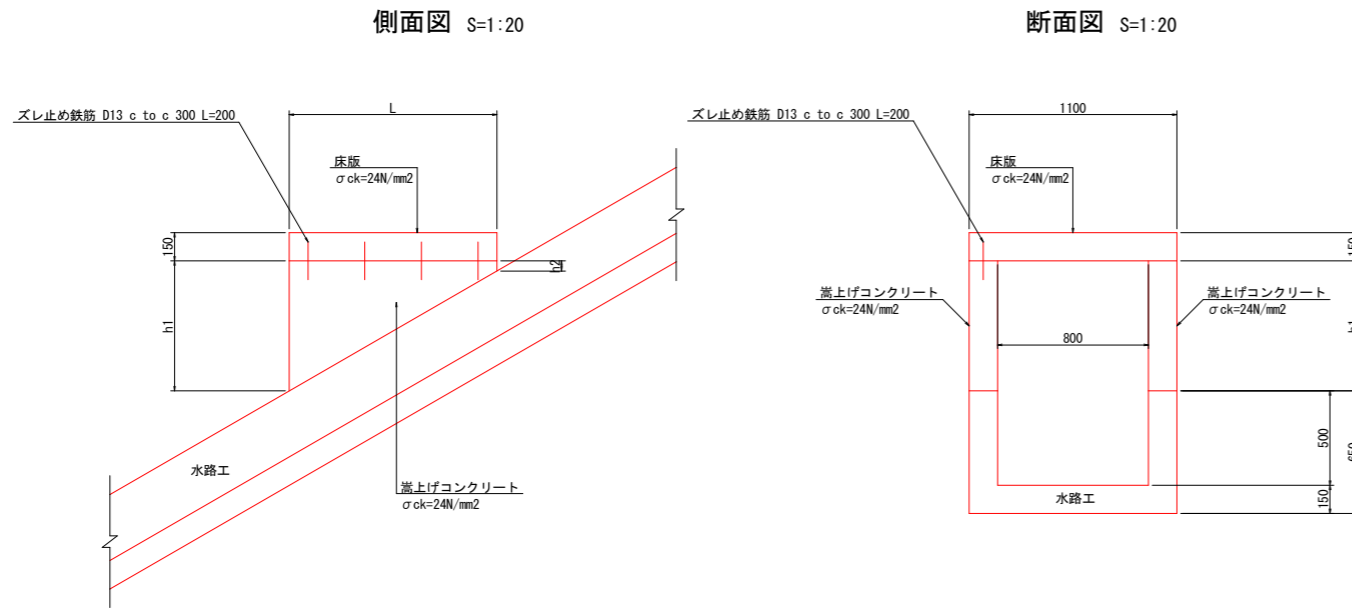 側面図 S=1:20
ズレ止め鉄筋 D13 c to c 300 L=200
L
床版
σck=24N/mm2
150
h1
h2
水路工
嵩上げコンクリート
σck=24N/mm2
断面図 S=1:20
ズレ止め鉄筋 D13 c to c 300 L=200
1100
床版
σck=24N/mm2
150
嵩上げコンクリート
σck=24N/mm2
嵩上げコンクリート
σck=24N/mm2
800
500
650
150
水路工